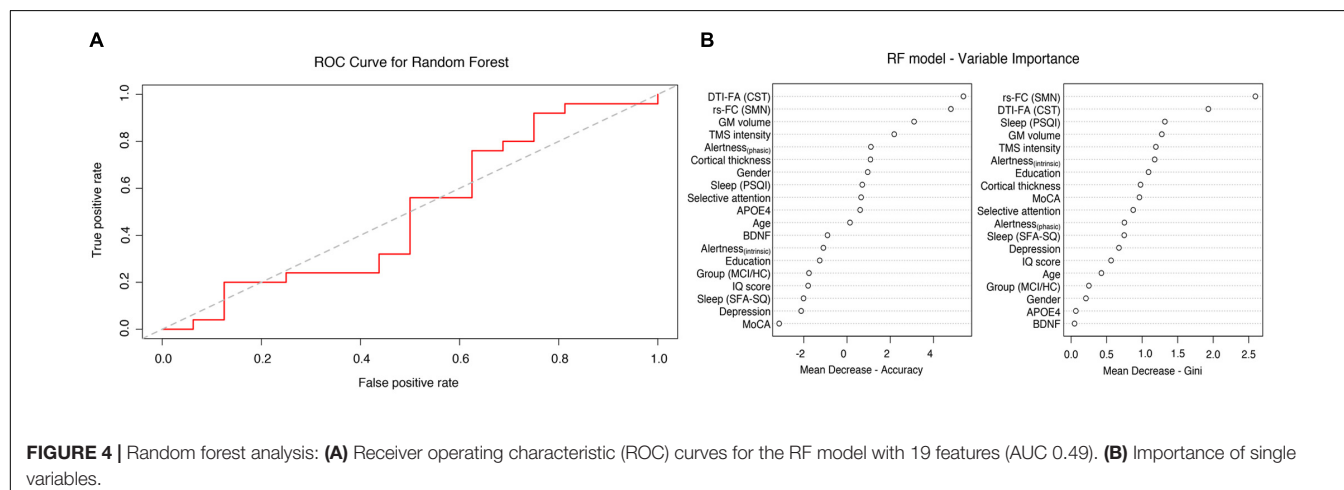 A
ROC Curve for Random Forest
True positive rate
1.0
0.8
0.6
0.4
0.2
0.0
0.0 0.2 0.4 0.6 0.8 1.0
False positive rate
B
RF model - Variable Importance
DTI-FA (CST)
rs-FC (SMN)
GM volume
TMS intensity
Alertness(phasic)
Cortical thickness
Gender
Sleep (PSQI)
Selective attention
APOE4
Age
BDNF
Alertness(intrinsic)
Education
Group (MCI/HC)
IQ score
Sleep (SFA-SQ)
Depression
MoCA
-2 0 2 4
Mean Decrease - Accuracy
rs-FC (SMN)
DTI-FA (CST)
Sleep (PSQI)
GM volume
TMS intensity
Alertness(intrinsic)
Education
Cortical thickness
MoCA
Selective attention
Alertness(phasic)
Sleep (SFA-SQ)
Depression
IQ score
Age
Group (MCI/HC)
Gender
APOE4
BDNF
0.0 0.5 1.0 1.5 2.0 2.5
Mean Decrease - Gini
FIGURE 4 | Random forest analysis: (A) Receiver operating characteristic (ROC) curves for the RF model with 19 features (AUC 0.49). (B) Importance of single
variables.